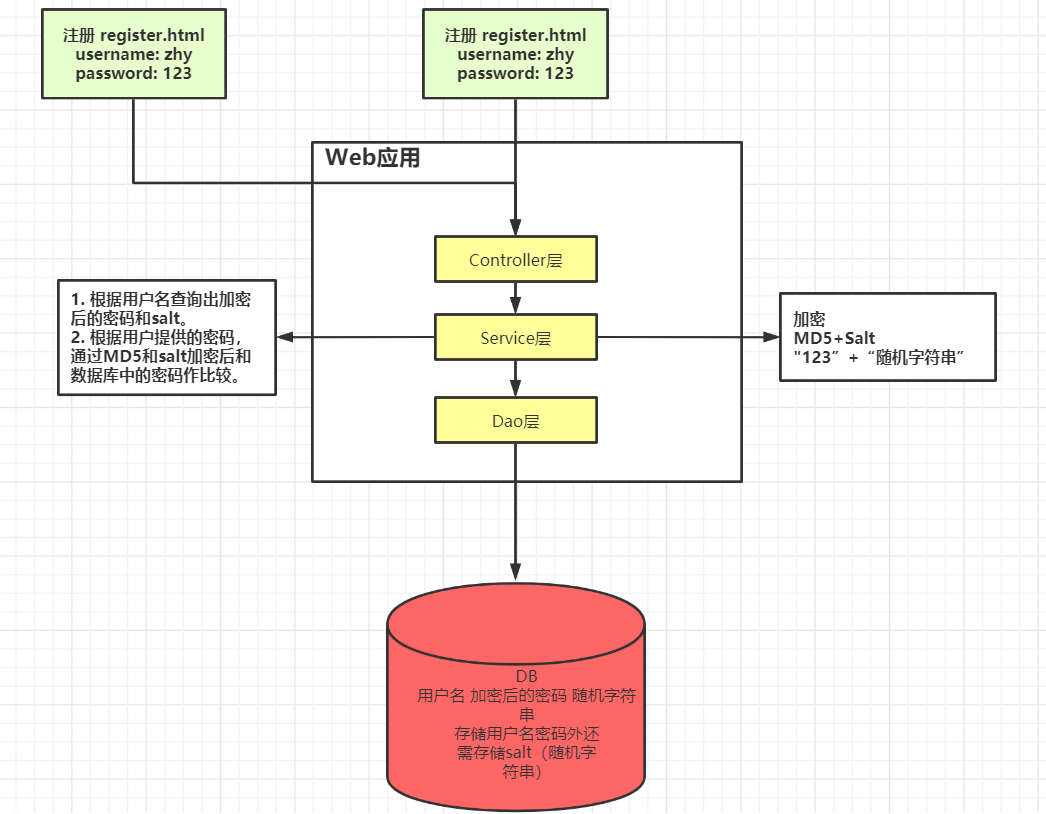 注册 register.html
username: zhy
password: 123
注册 register.html
username: zhy
password: 123
Web应用
Controller层
1. 根据用户名查询出加密
后的密码和salt。
2. 根据用户提供的密码，
通过MD5和salt加密后和
数据库中的密码作比较。
Service层
加密
MD5+Salt
"123”+“随机字符串”
Dao层
DB
用户名 加密后的密码 随机字符
串
存储用户名密码外还
需存储salt（随机字
符串）